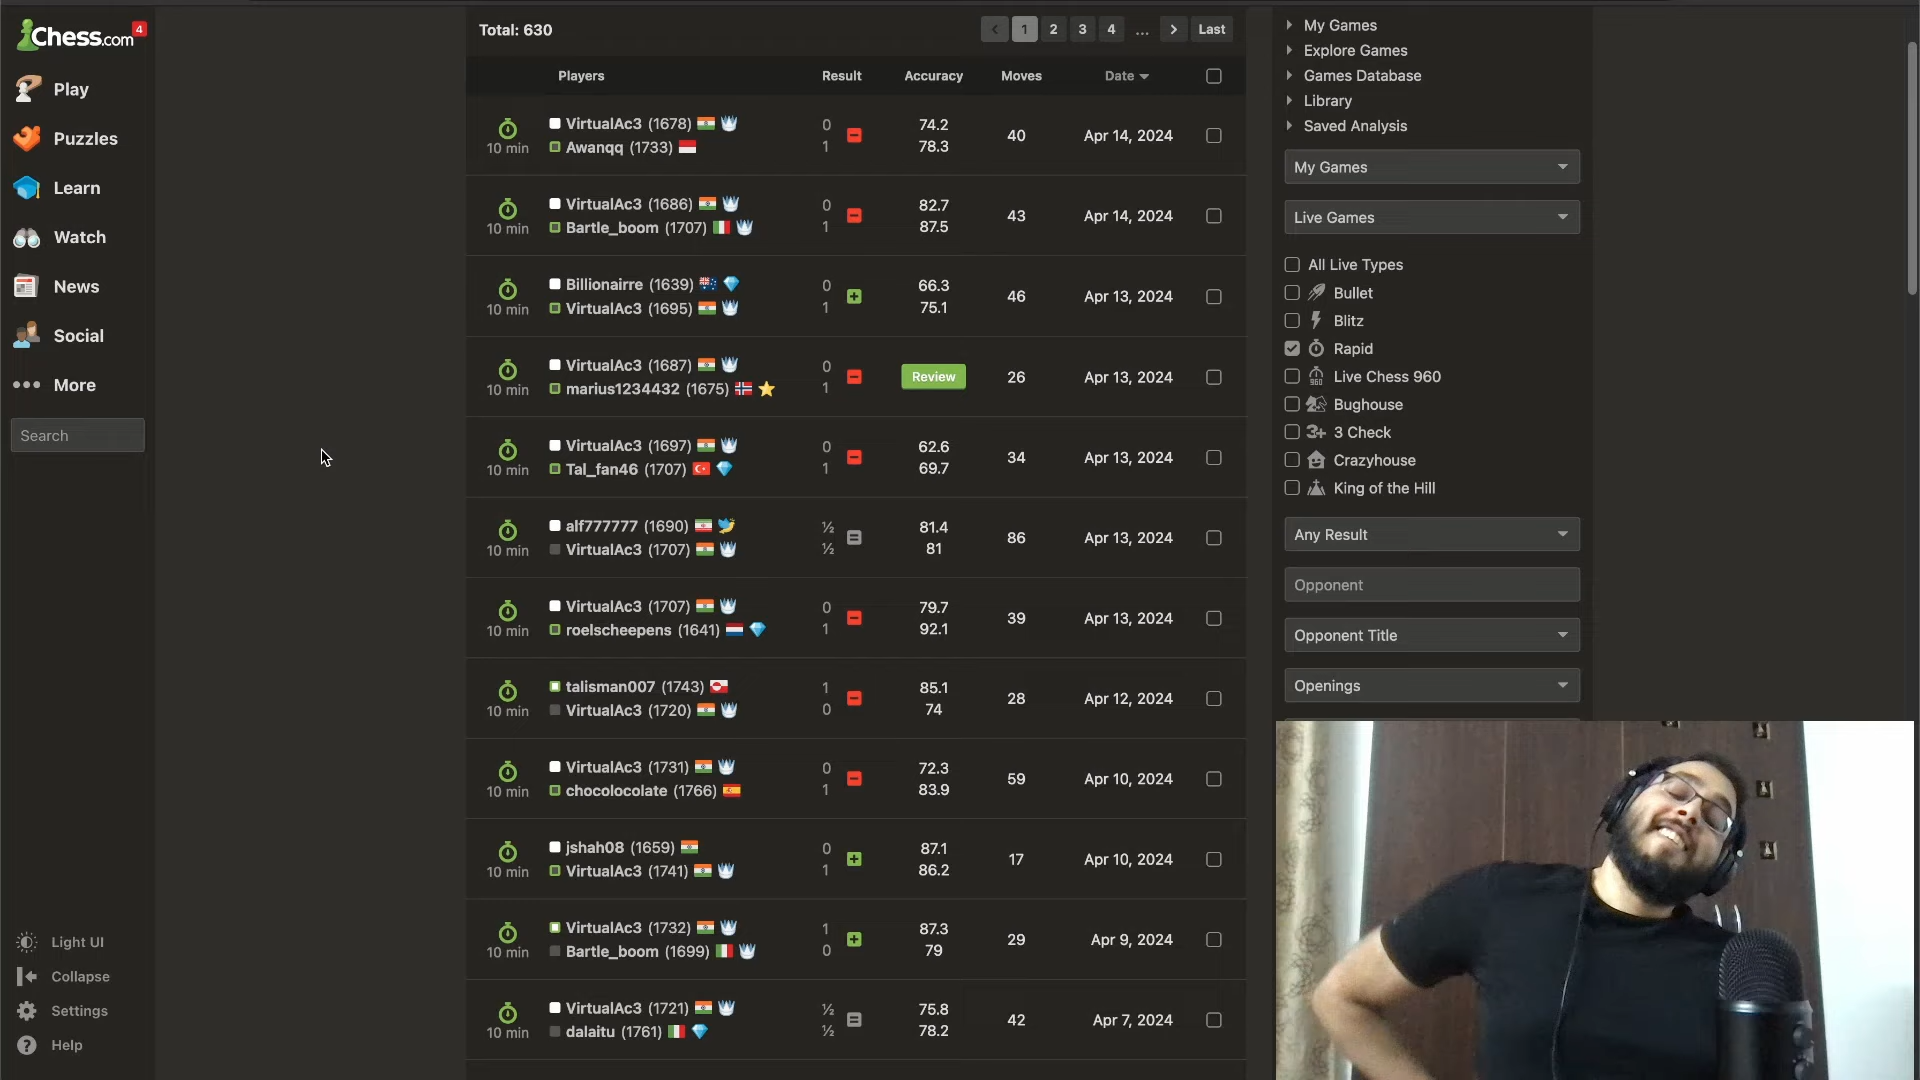 Chess.com 4
Play
Puzzles
Learn
Watch
News
Social
More
Search
Light UI
Collapse
Settings
Help
Total: 630
1 2 3 4 ... Last
Players Result Accuracy Moves Date
10 min
VirtualAc3 (1678) 0 74.2
Awanqq (1733) 1 78.3
40 Apr 14, 2024
10 min
VirtualAc3 (1686) 0 82.7
Bartle_boom (1707) 1 87.5
43 Apr 14, 2024
10 min
Billionairre (1639) 0 66.3
VirtualAc3 (1695) 1 75.1
46 Apr 13, 2024
10 min
VirtualAc3 (1687) 0
marius1234432 (1675) 1
Review 26 Apr 13, 2024
10 min
VirtualAc3 (1697) 0 62.6
Tal_fan46 (1707) 1 69.7
34 Apr 13, 2024
10 min
alf777777 (1690) ½ 81.4
VirtualAc3 (1707) ½ 81
86 Apr 13, 2024
10 min
VirtualAc3 (1707) 0 79.7
roelscheepens (1641) 1 92.1
39 Apr 13, 2024
10 min
talisman007 (1743) 1 85.1
VirtualAc3 (1720) 0 74
28 Apr 12, 2024
10 min
VirtualAc3 (1731) 0 72.3
chocolocolate (1766) 1 83.9
59 Apr 10, 2024
10 min
jshah08 (1659) 0 87.1
VirtualAc3 (1741) 1 86.2
17 Apr 10, 2024
10 min
VirtualAc3 (1732) 1 87.3
Bartle_boom (1699) 0 79
29 Apr 9, 2024
10 min
VirtualAc3 (1721) ½ 75.8
dalaitu (1761) ½ 78.2
42 Apr 7, 2024
My Games
Explore Games
Games Database
Library
Saved Analysis
My Games
Live Games
All Live Types
Bullet
Blitz
Rapid
960 Live Chess 960
Bughouse
3+ 3 Check
Crazyhouse
King of the Hill
Any Result
Opponent
Opponent Title
Openings